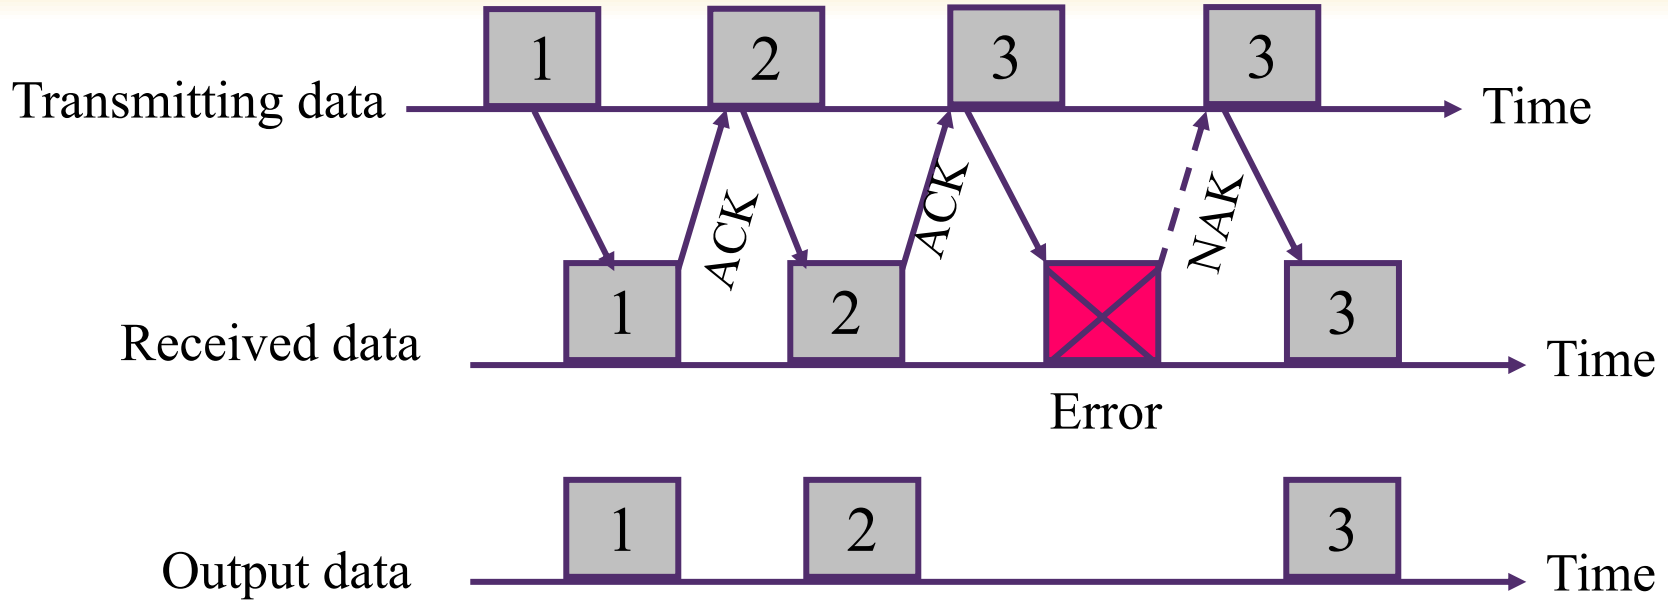 1 2 3 3
Transmitting data Time
ACK ACK NAK
1 2 3
Received data Time
Error
1 2 3
Output data Time